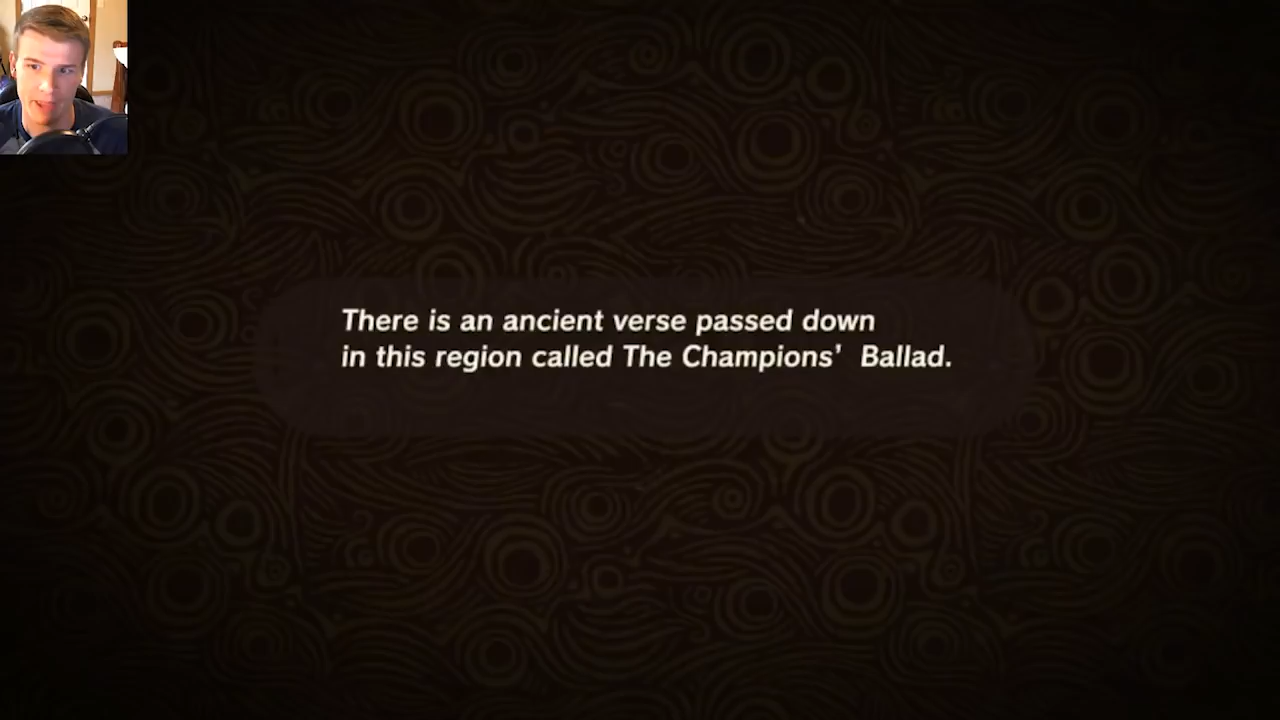 There is an ancient verse passed down
in this region called The Champions' Ballad.